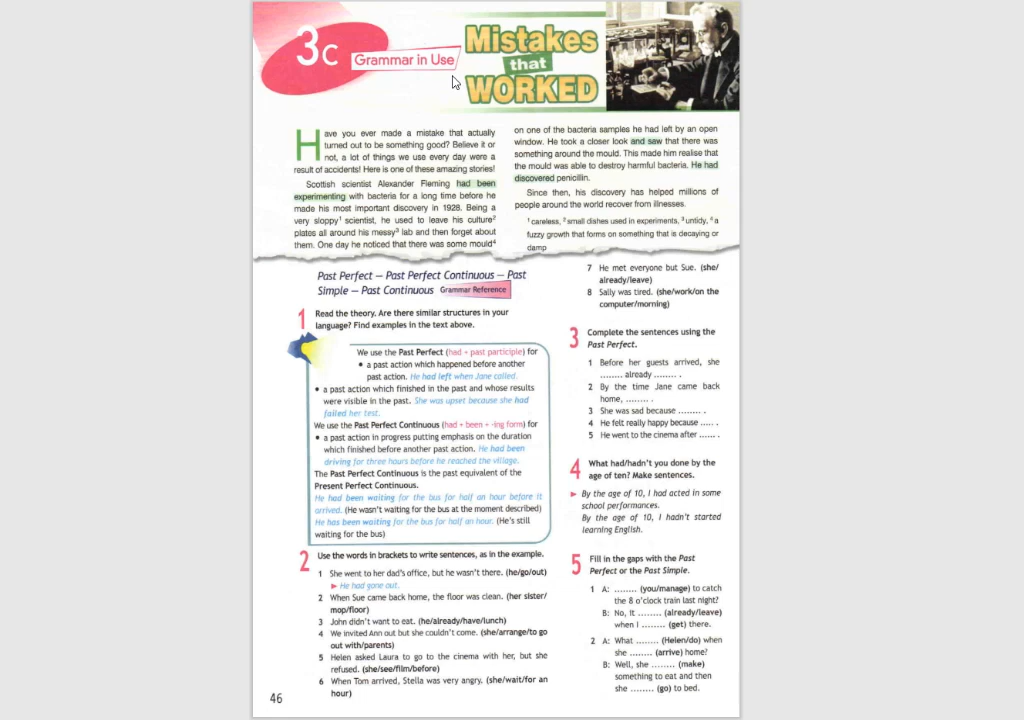 3c
Grammar in Use
Mistakes
that
WORKED
Have you ever made a mistake that actually
turned out to be something good? Believe it or
not, a lot of things we use every day were a
result of accidents! Here is one of these amazing stories!
Scottish scientist Alexander Fleming had been
experimenting with bacteria for a long time before he
made his most important discovery in 1928. Being a
very sloppy¹ scientist, he used to leave his culture²
plates all around his messy³ lab and then forget about
them. One day he noticed that there was some mould⁴
on one of the bacteria samples he had left by an open
window. He took a closer look and saw that there was
something around the mould. This made him realise that
the mould was able to destroy harmful bacteria. He had
discovered penicillin.
Since then, his discovery has helped millions of
people around the world recover from illnesses.
¹ careless, ² small dishes used in experiments, ³ untidy, ⁴ a
fuzzy growth that forms on something that is decaying or
damp
Past Perfect – Past Perfect Continuous – Past
Simple – Past Continuous Grammar Reference
1 Read the theory. Are there similar structures in your
language? Find examples in the text above.
We use the Past Perfect (had + past participle) for
• a past action which happened before another
past action. He had left when Jane called.
• a past action which finished in the past and whose results
were visible in the past. She was upset because she had
failed her test.
We use the Past Perfect Continuous (had + been + -ing form) for
• a past action in progress putting emphasis on the duration
which finished before another past action. He had been
driving for three hours before he reached the village.
The Past Perfect Continuous is the past equivalent of the
Present Perfect Continuous.
He had been waiting for the bus for half an hour before it
arrived. (He wasn't waiting for the bus at the moment described)
He has been waiting for the bus for half an hour. (He's still
waiting for the bus)
2 Use the words in brackets to write sentences, as in the example.
1 She went to her dad's office, but he wasn't there. (he/go/out)
► He had gone out.
2 When Sue came back home, the floor was clean. (her sister/
mop/floor)
3 John didn't want to eat. (he/already/have/lunch)
4 We invited Ann out but she couldn't come. (she/arrange/to go
out with/parents)
5 Helen asked Laura to go to the cinema with her, but she
refused. (she/see/film/before)
6 When Tom arrived, Stella was very angry. (she/wait/for an
hour)
46
7 He met everyone but Sue. (she/
already/leave)
8 Sally was tired. (she/work/on the
computer/morning)
3 Complete the sentences using the
Past Perfect.
1 Before her guests arrived, she
........ already ........ .
2 By the time Jane came back
home, ........ .
3 She was sad because ........ .
4 He felt really happy because ..... .
5 He went to the cinema after ...... .
4 What had/hadn't you done by the
age of ten? Make sentences.
► By the age of 10, I had acted in some
school performances.
By the age of 10, I hadn't started
learning English.
5 Fill in the gaps with the Past
Perfect or the Past Simple.
1 A: ........ (you/manage) to catch
the 8 o'clock train last night?
B: No, it ........ (already/leave)
when I ........ (get) there.
2 A: What ........ (Helen/do) when
she ........ (arrive) home?
B: Well, she ........ (make)
something to eat and then
she ........ (go) to bed.